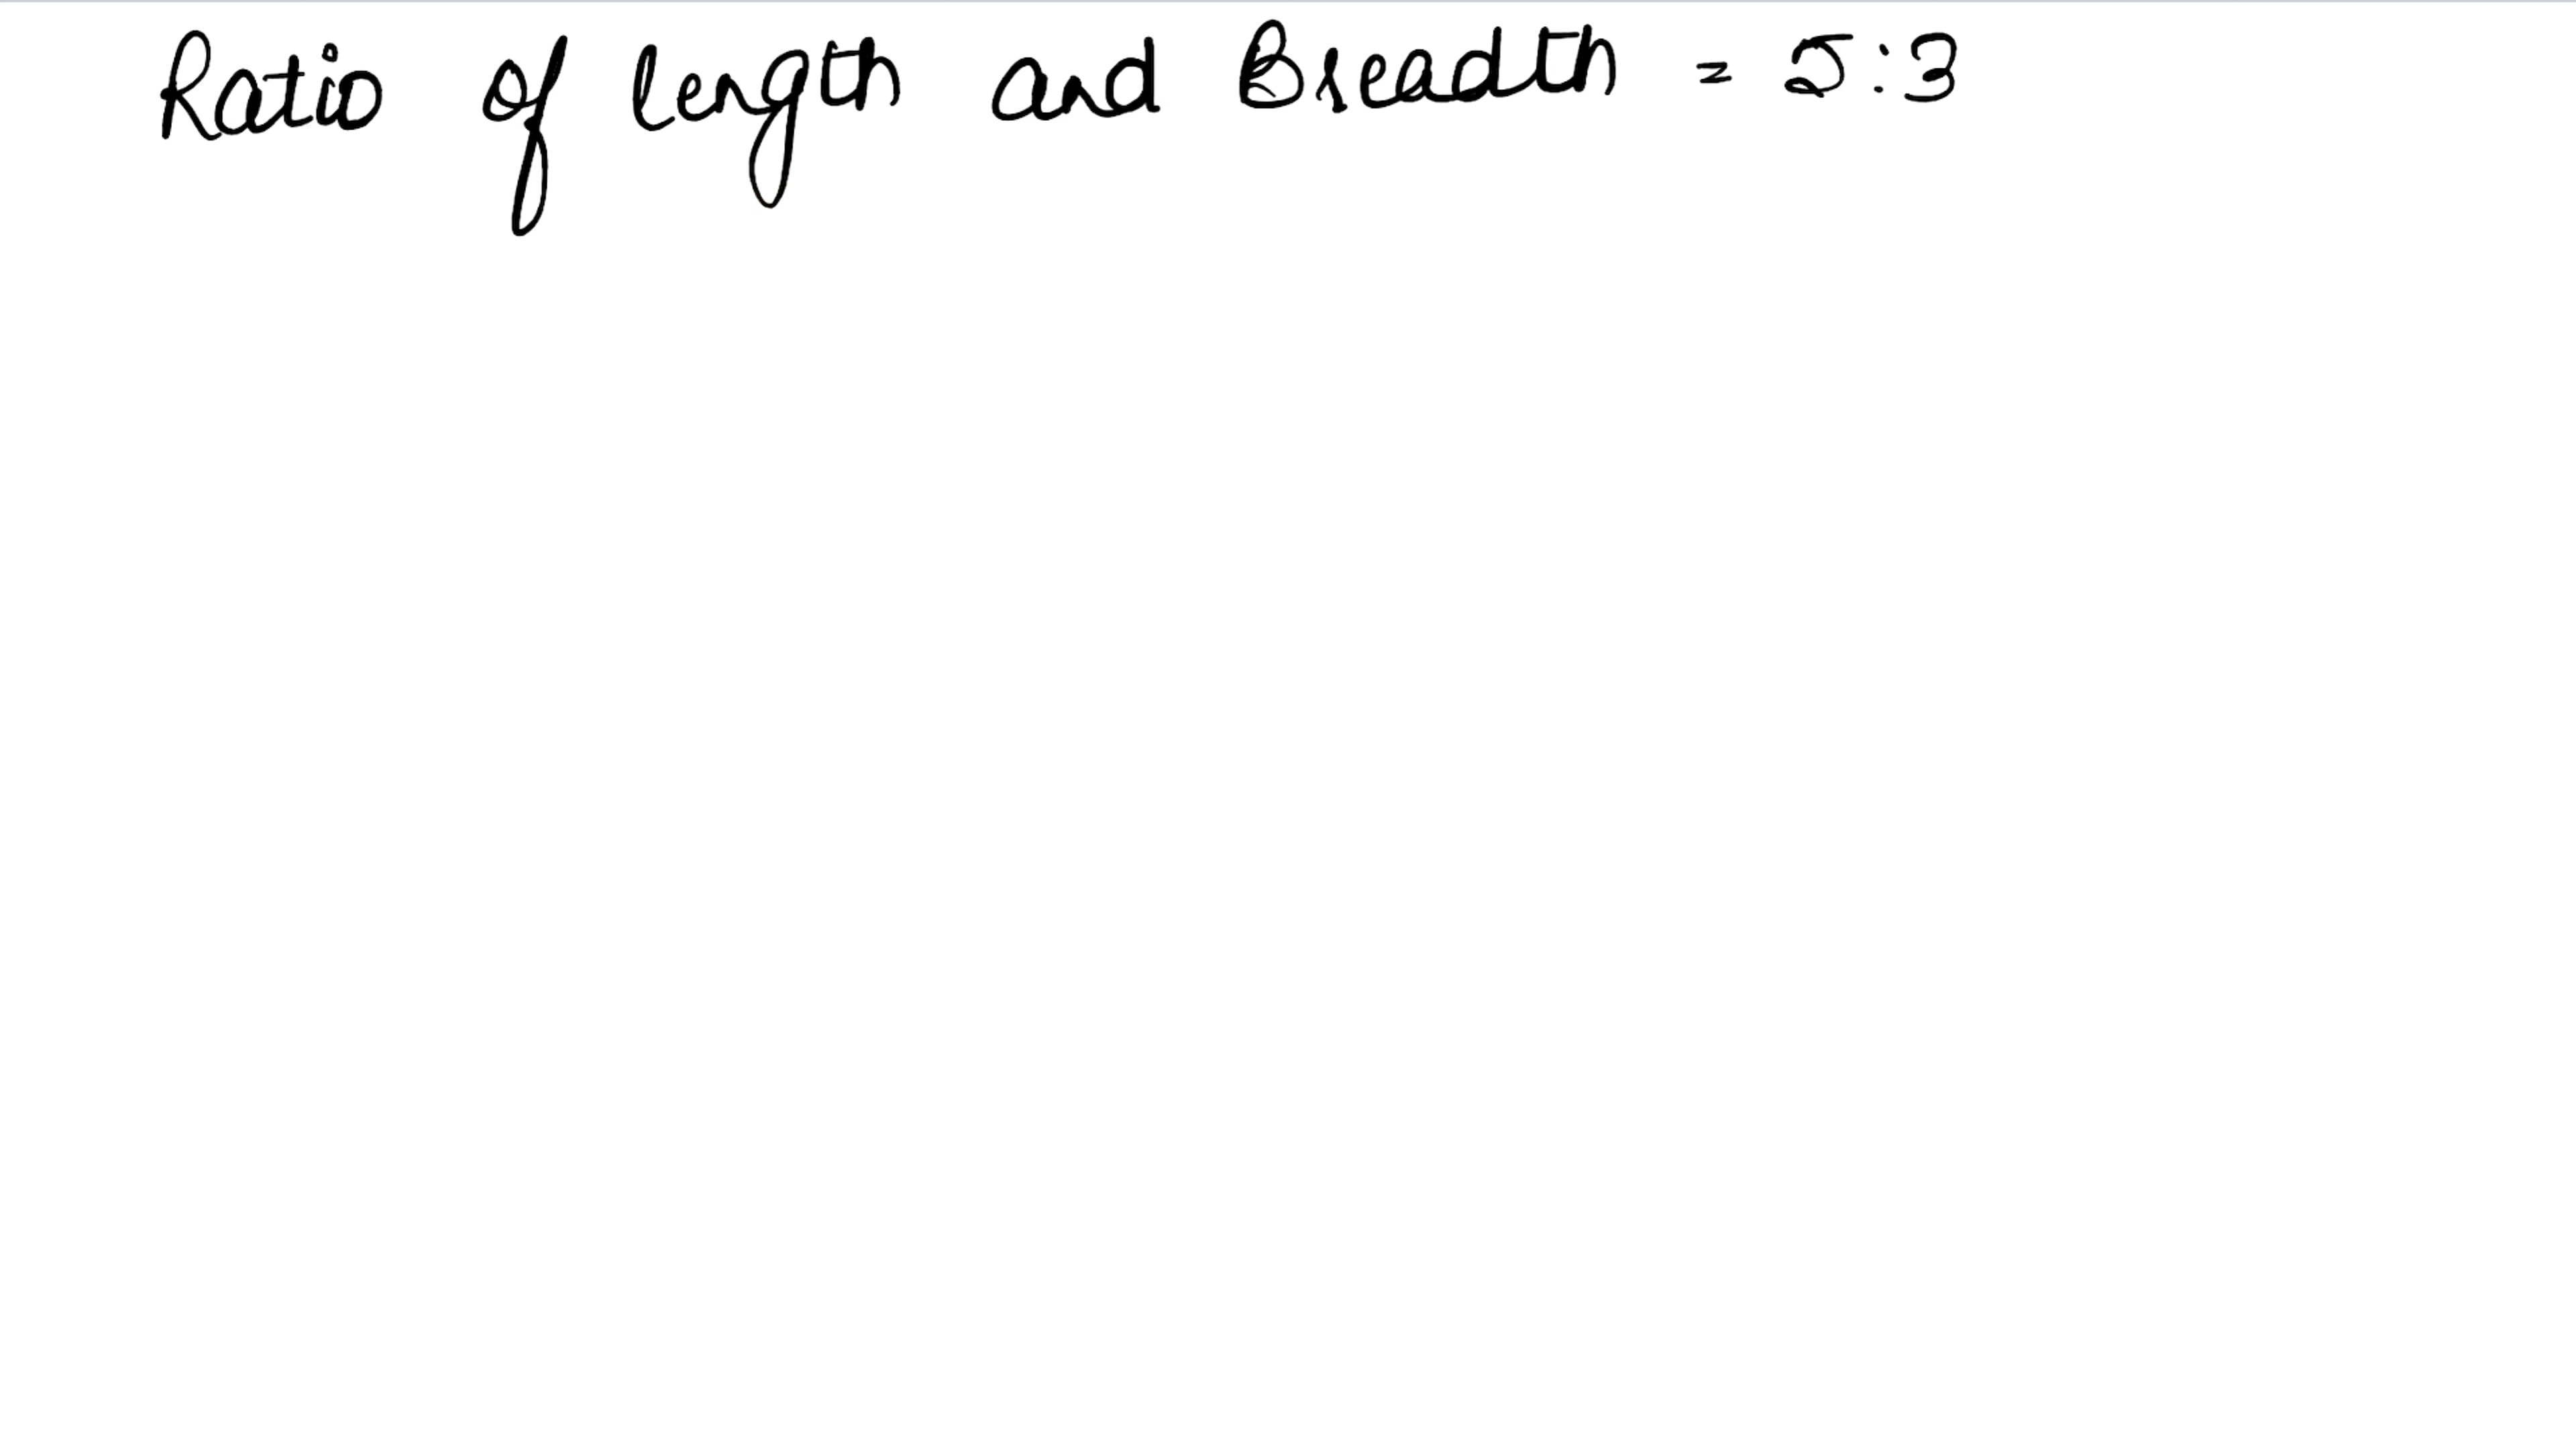 Ratio of length and Breadth = 5:3